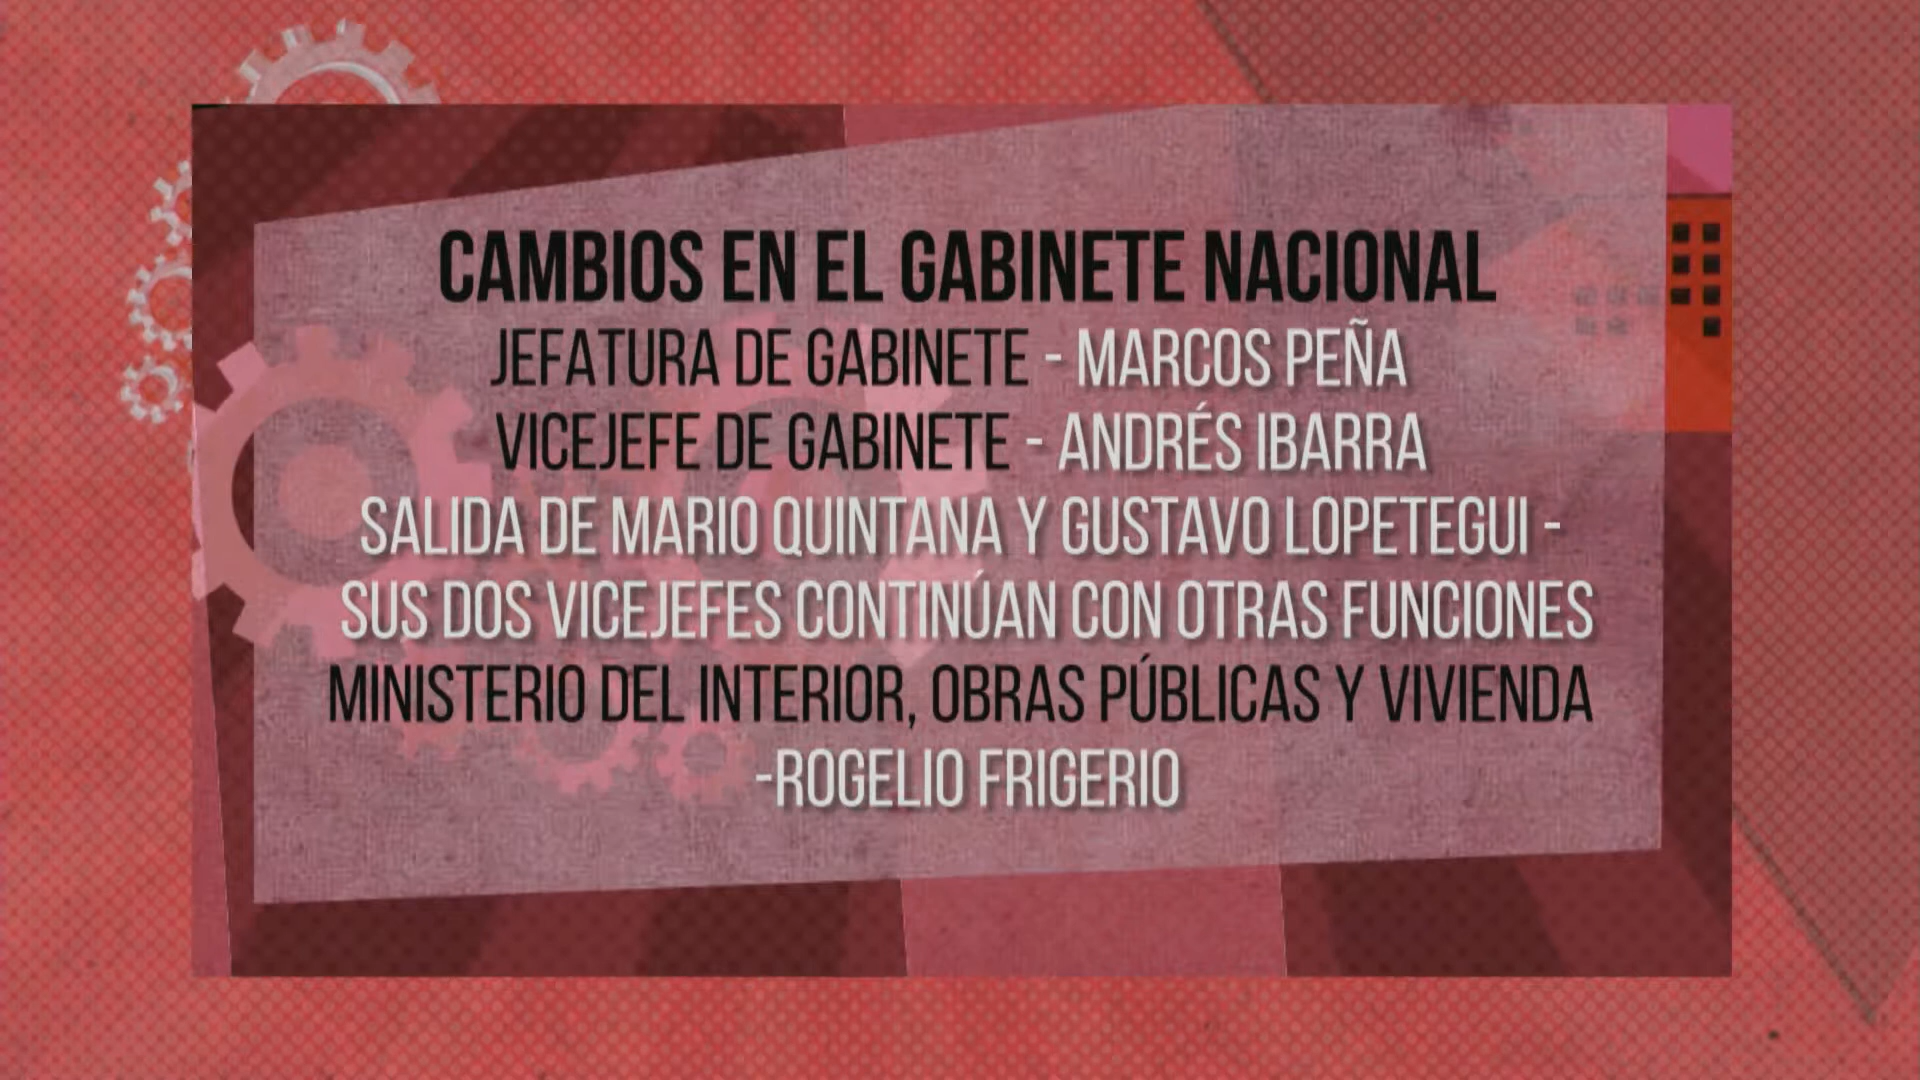 CAMBIOS EN EL GABINETE NACIONAL
JEFATURA DE GABINETE - MARCOS PEÑA
VICEJEFE DE GABINETE - ANDRÉS IBARRA
SALIDA DE MARIO QUINTANA Y GUSTAVO LOPETEGUI -
SUS DOS VICEJEFES CONTINÚAN CON OTRAS FUNCIONES
MINISTERIO DEL INTERIOR, OBRAS PÚBLICAS Y VIVIENDA
-ROGELIO FRIGERIO